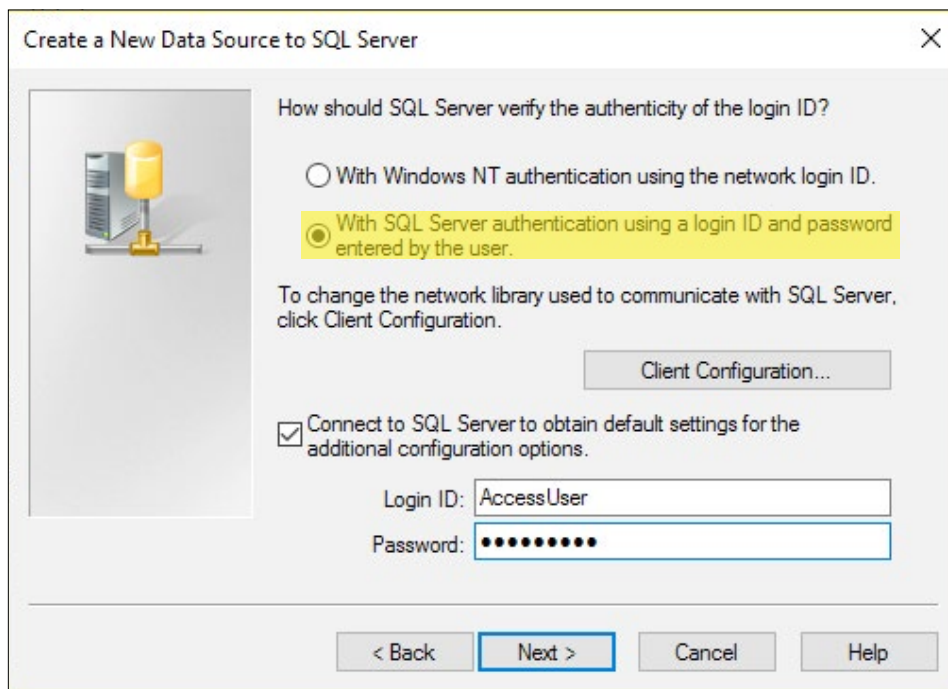 Create a New Data Source to SQL Server
How should SQL Server verify the authenticity of the login ID?
With Windows NT authentication using the network login ID.
With SQL Server authentication using a login ID and password
entered by the user.
To change the network library used to communicate with SQL Server,
click Client Configuration.
Client Configuration...
Connect to SQL Server to obtain default settings for the
additional configuration options.
Login ID: AccessUser
Password: ●●●●●●●●●
< Back Next > Cancel Help